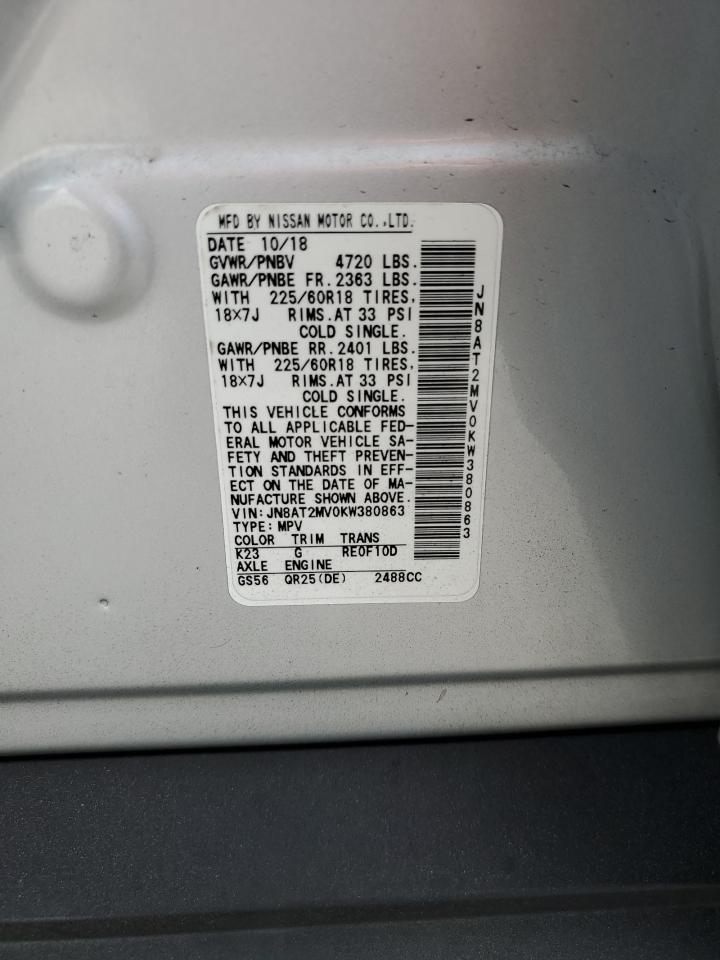 MFD BY NISSAN MOTOR CO.,LTD.
DATE 10/18
GVWR/PNBV 4720 LBS.
GAWR/PNBE FR. 2363 LBS.
WITH 225/60R18 TIRES,
18×7J RIMS.AT 33 PSI
COLD SINGLE.
GAWR/PNBE RR. 2401 LBS.
WITH 225/60R18 TIRES,
18×7J RIMS.AT 33 PSI
COLD SINGLE.
THIS VEHICLE CONFORMS
TO ALL APPLICABLE FED-
ERAL MOTOR VEHICLE SA-
FETY AND THEFT PREVEN-
TION STANDARDS IN EFF-
ECT ON THE DATE OF MA-
NUFACTURE SHOWN ABOVE.
VIN:JN8AT2MV0KW380863
TYPE:MPV
COLOR TRIM TRANS
K23 G RE0F10D
AXLE ENGINE
GS56 QR25(DE) 2488CC
JN8AT2MV0KW380863